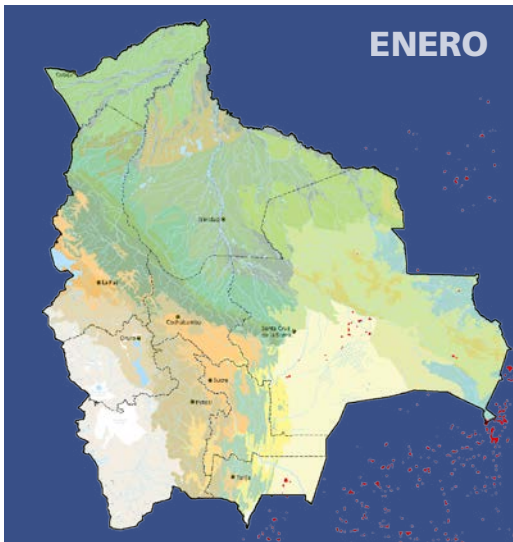 ENERO
Cobija
Trinidad
La Paz
Cochabamba
Santa Cruz
de la Sierra
Oruro
Sucre
Potosí
Tarija